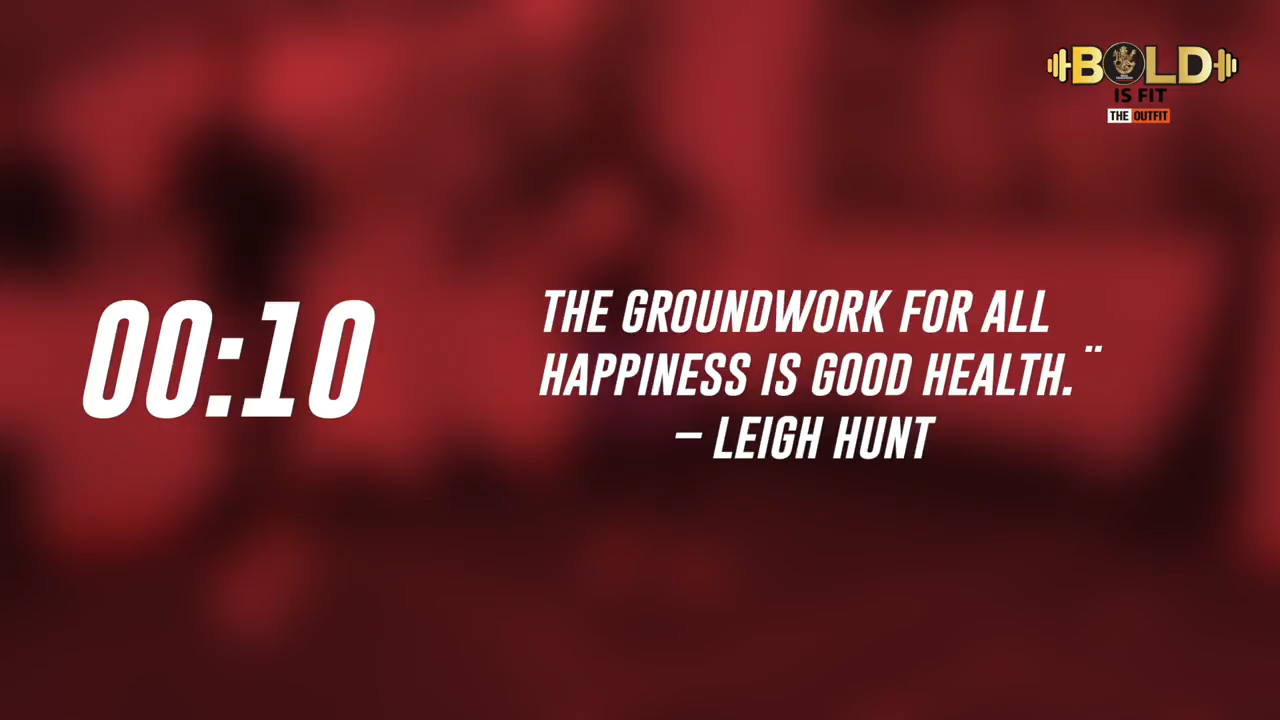 BOLD
IS FIT
THE OUTFIT
00:10
THE GROUNDWORK FOR ALL
HAPPINESS IS GOOD HEALTH.¨
– LEIGH HUNT